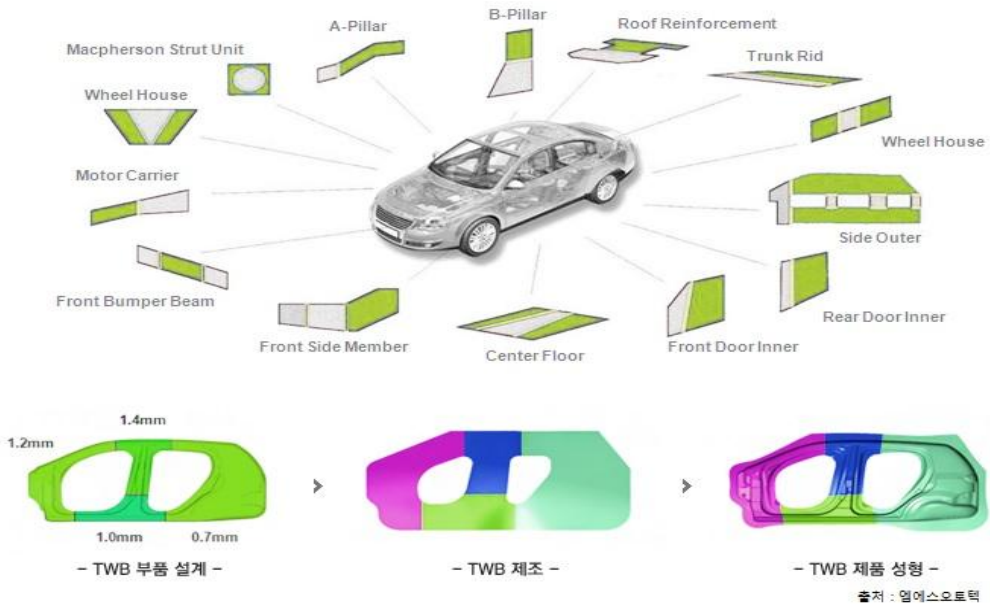 B-Pillar
A-Pillar
Roof Reinforcement
Macpherson Strut Unit
Trunk Rid
Wheel House
Wheel House
Motor Carrier
Side Outer
Front Bumper Beam
Rear Door Inner
Front Side Member
Center Floor
Front Door Inner
1.4mm
1.2mm
1.0mm
0.7mm
- TWB 부품 설계 -
- TWB 제조 -
- TWB 제품 성형 -
출처 : 엠에스오토텍